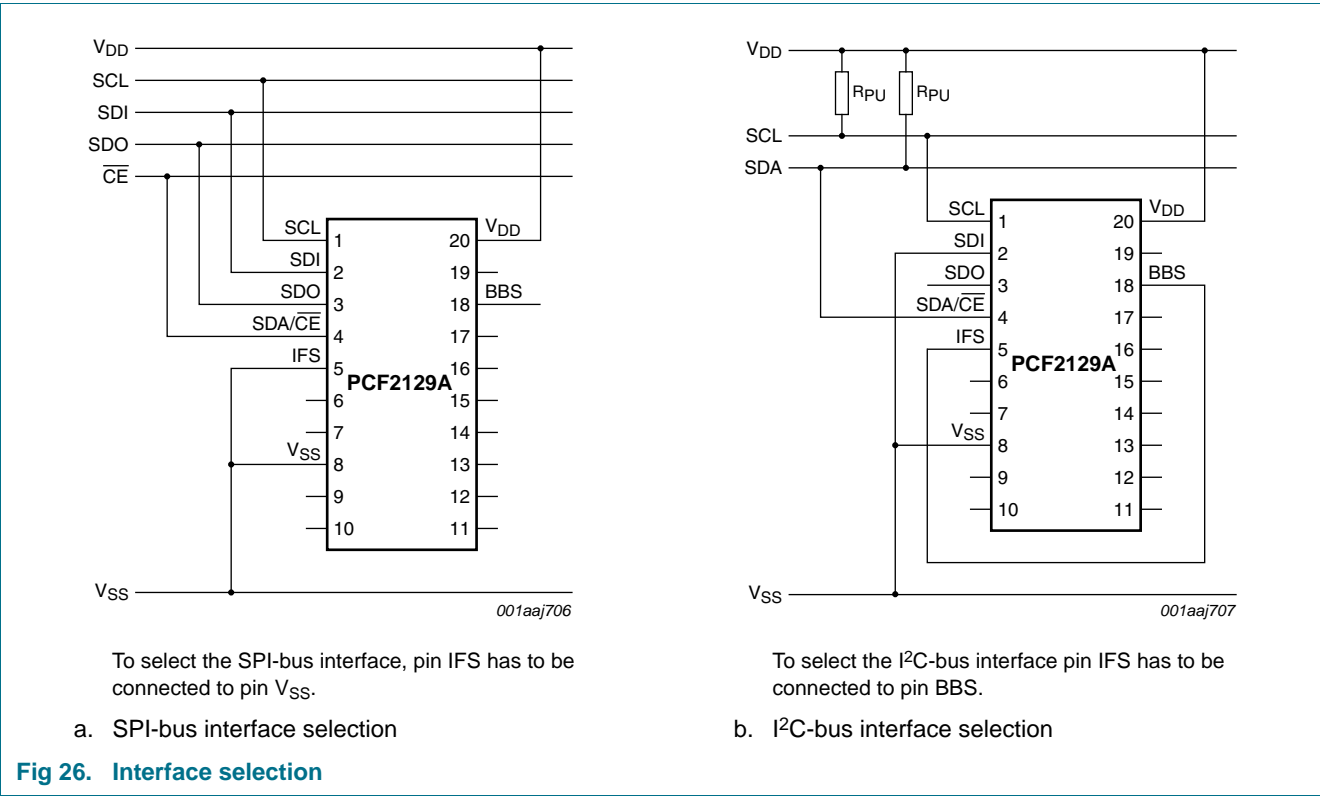 VDD
SCL
SDI
SDO
CE
SCL
SDI
SDO
SDA/CE
IFS
VSS
1
2
3
4
5
6
7
8
9
10
PCF2129A
20
19
18
17
16
15
14
13
12
11
VDD
BBS
VSS
001aaj706
To select the SPI-bus interface, pin IFS has to be
connected to pin VSS.
a. SPI-bus interface selection
VDD
RPU
RPU
SCL
SDA
SCL
SDI
SDO
SDA/CE
IFS
VSS
1
2
3
4
5
6
7
8
9
10
PCF2129A
20
19
18
17
16
15
14
13
12
11
VDD
BBS
VSS
001aaj707
To select the I2C-bus interface pin IFS has to be
connected to pin BBS.
b. I2C-bus interface selection
Fig 26. Interface selection